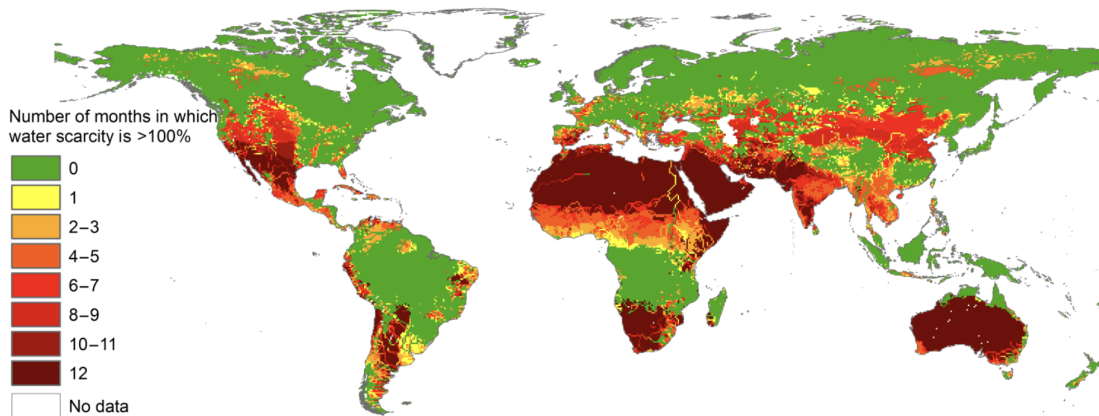 Number of months in which
water scarcity is >100%
0
1
2–3
4–5
6–7
8–9
10–11
12
No data